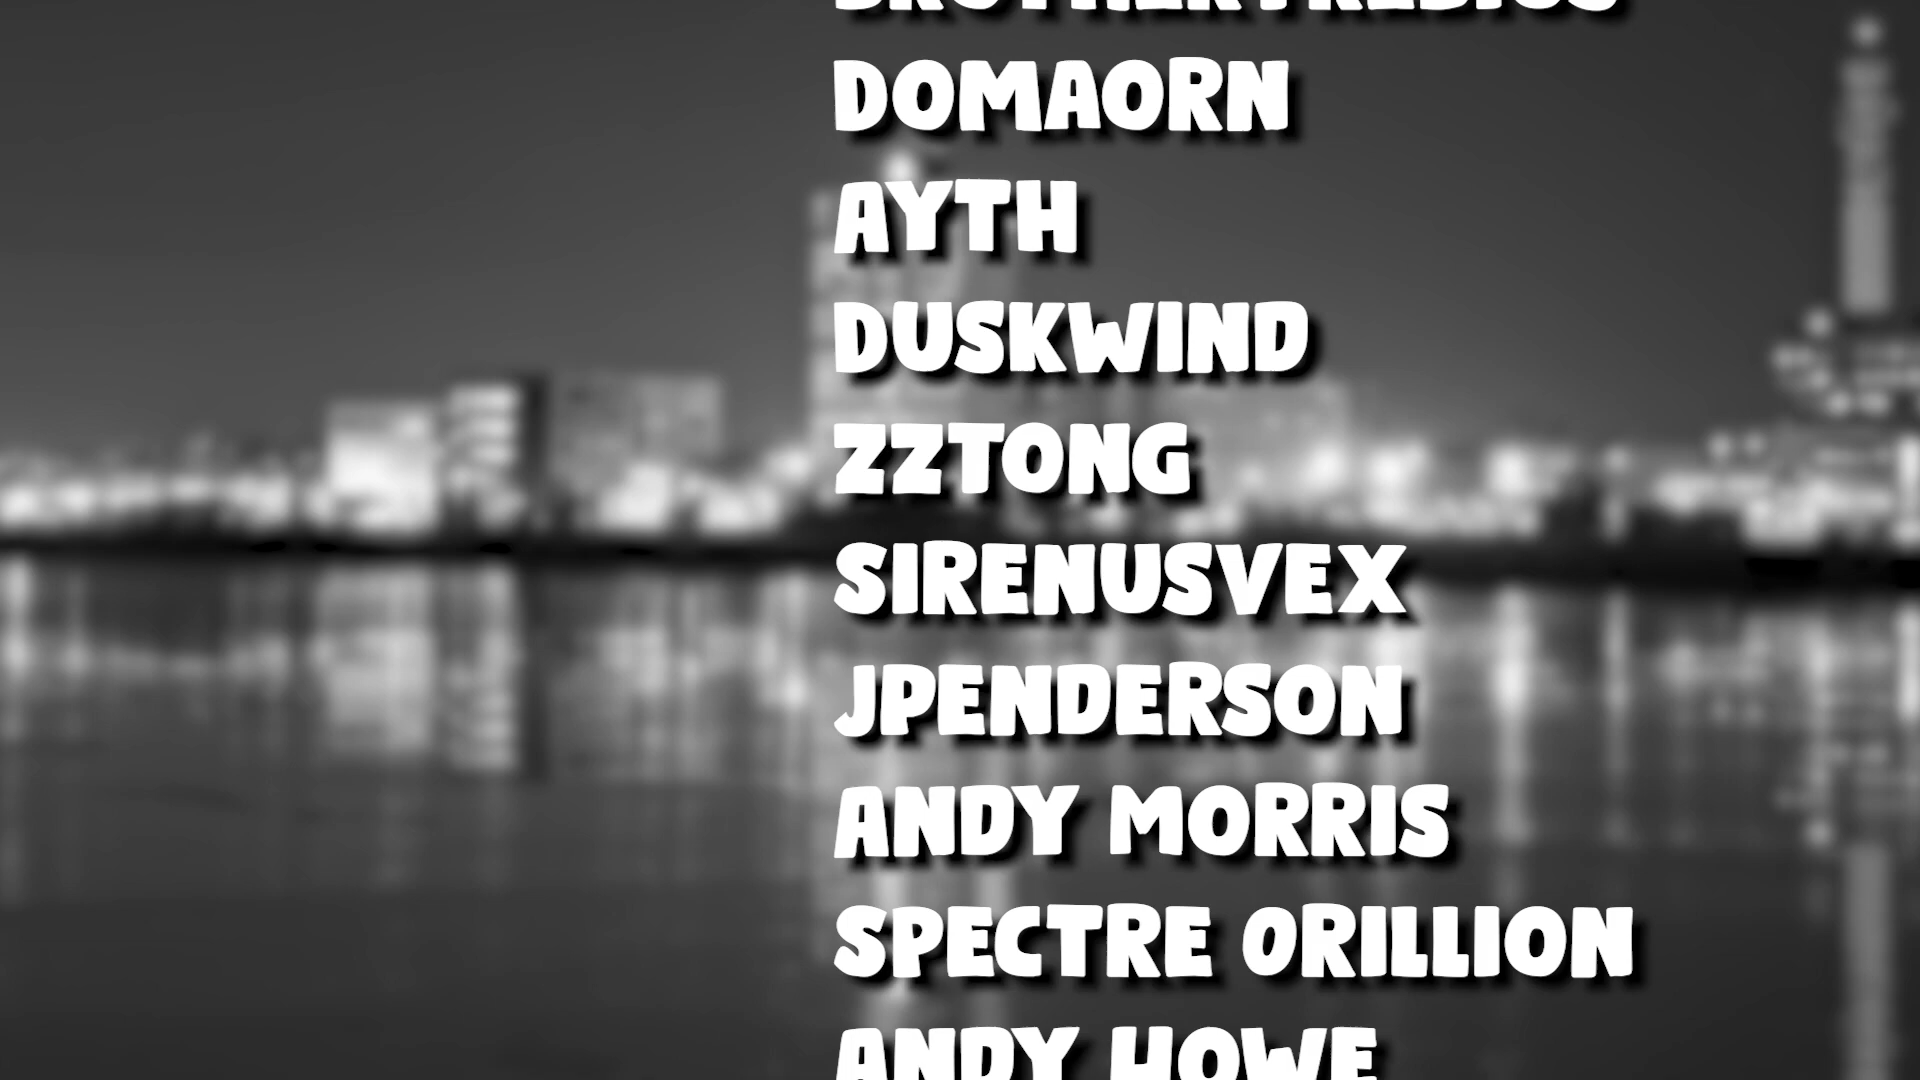 DOMAORN
AYTH
DUSKWIND
ZZTONG
SIRENUSVEX
JPENDERSON
ANDY MORRIS
SPECTRE ORILLION
ANDY HOWE